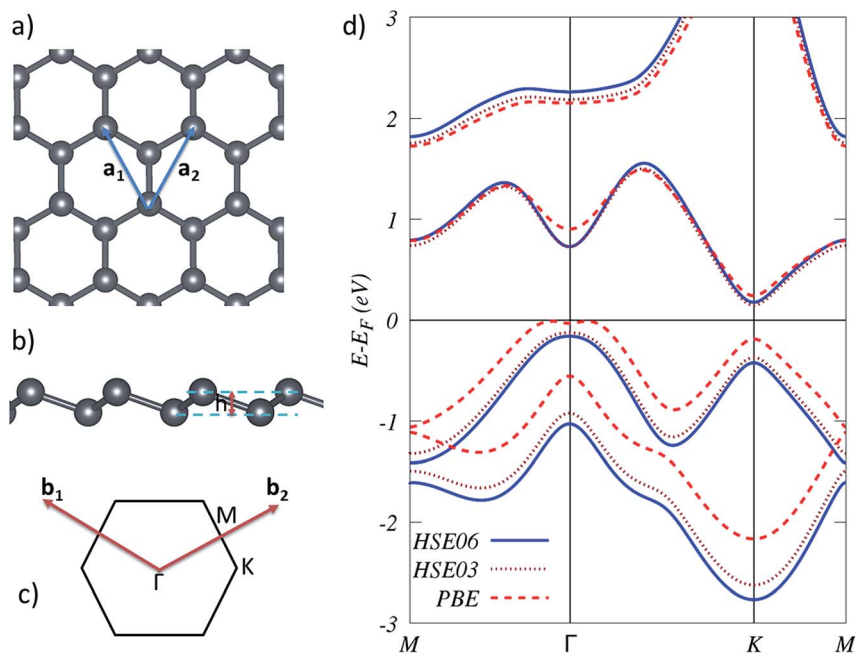 a)
a1
a2
b)
h
b1
b2
M
K
Γ
c)
d)
E-EF (eV)
3
2
1
0
-1
-2
-3
HSE06
HSE03
PBE
M
Γ
K
M